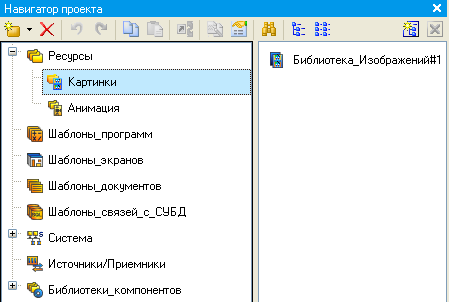 Навигатор проекта
Ресурсы
Картинки
Анимация
Шаблоны_программ
Шаблоны_экранов
Шаблоны_документов
Шаблоны_связей_с_СУБД
Система
Источники/Приемники
Библиотеки_компонентов
Библиотека_Изображений#1